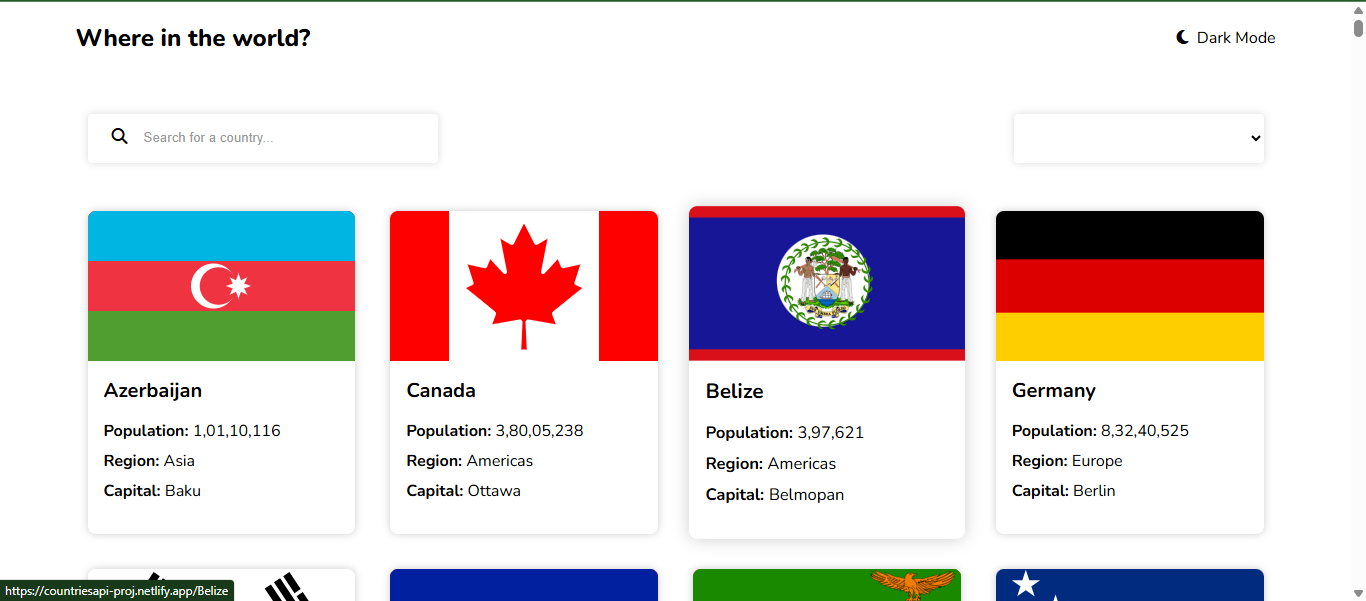 Where in the world?
Dark Mode
Search for a country...
Azerbaijan
Population: 1,01,10,116
Region: Asia
Capital: Baku
Canada
Population: 3,80,05,238
Region: Americas
Capital: Ottawa
Belize
Population: 3,97,621
Region: Americas
Capital: Belmopan
Germany
Population: 8,32,40,525
Region: Europe
Capital: Berlin
https://countriesapi-proj.netlify.app/Belize